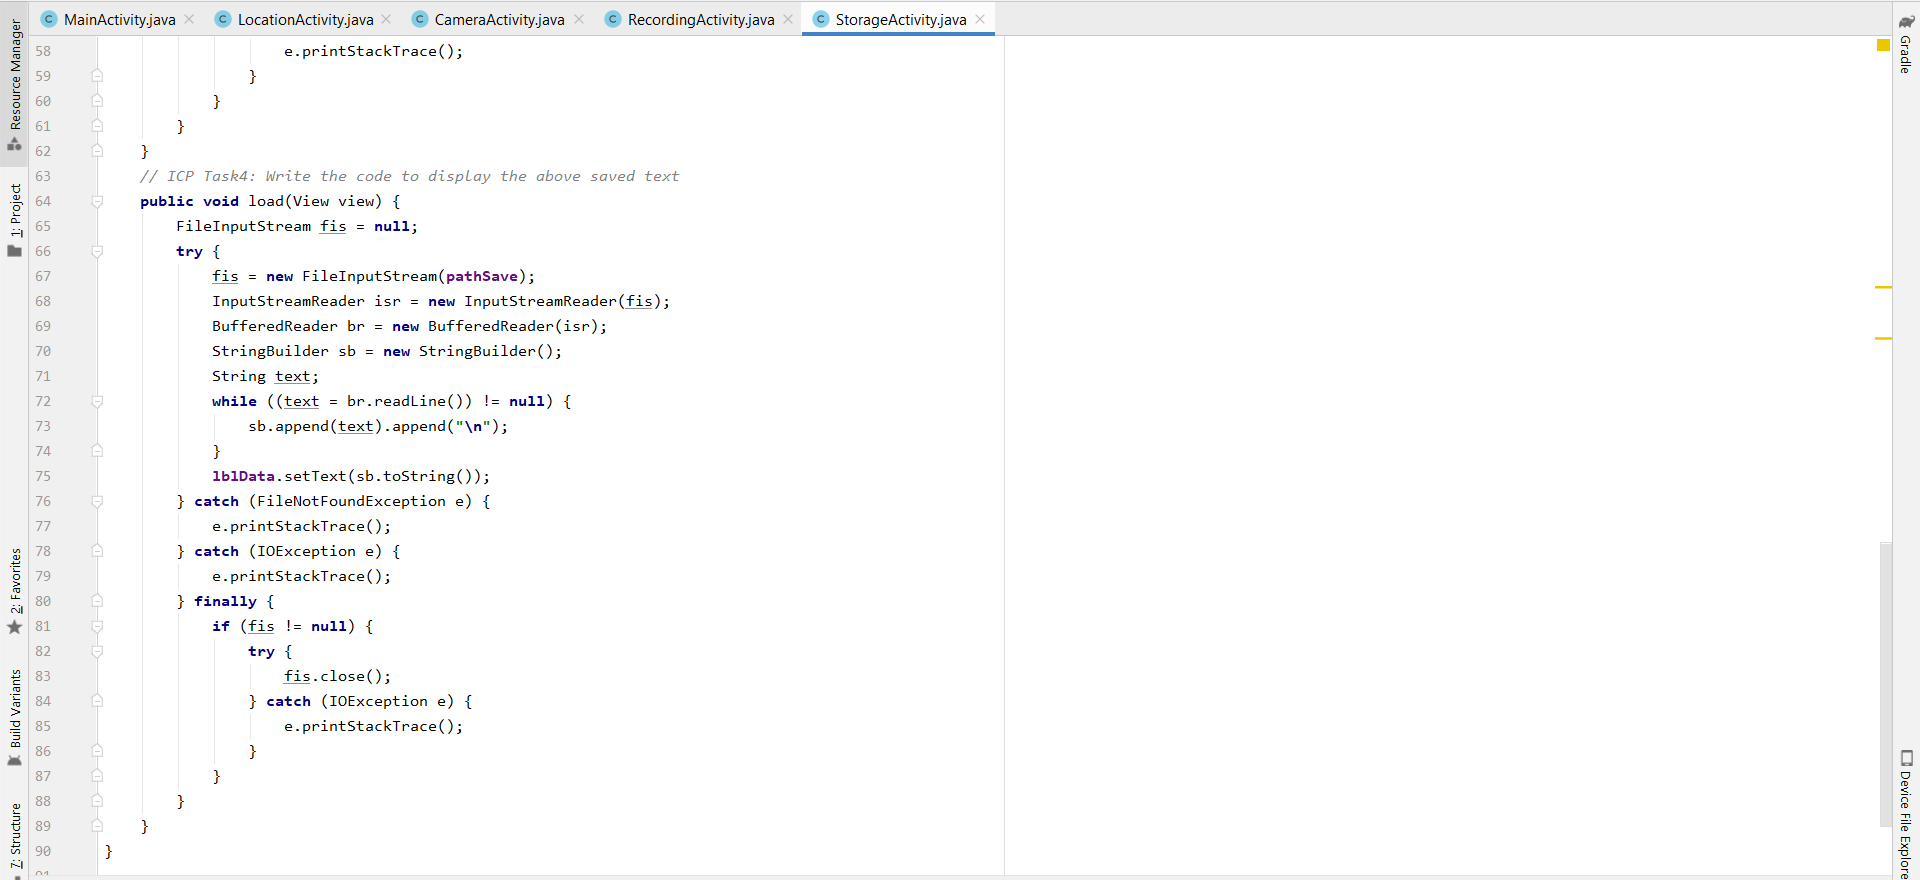 MainActivity.java LocationActivity.java CameraActivity.java RecordingActivity.java StorageActivity.java
Resource Manager
1: Project
2: Favorites
Build Variants
7: Structure
58 e.printStackTrace();
59 }
60 }
61 }
62 }
63 // ICP Task4: Write the code to display the above saved text
64 public void load(View view) {
65 FileInputStream fis = null;
66 try {
67 fis = new FileInputStream(pathSave);
68 InputStreamReader isr = new InputStreamReader(fis);
69 BufferedReader br = new BufferedReader(isr);
70 StringBuilder sb = new StringBuilder();
71 String text;
72 while ((text = br.readLine()) != null) {
73 sb.append(text).append("\n");
74 }
75 lblData.setText(sb.toString());
76 } catch (FileNotFoundException e) {
77 e.printStackTrace();
78 } catch (IOException e) {
79 e.printStackTrace();
80 } finally {
81 if (fis != null) {
82 try {
83 fis.close();
84 } catch (IOException e) {
85 e.printStackTrace();
86 }
87 }
88 }
89 }
90 }
91
Gradle
Device File Explore